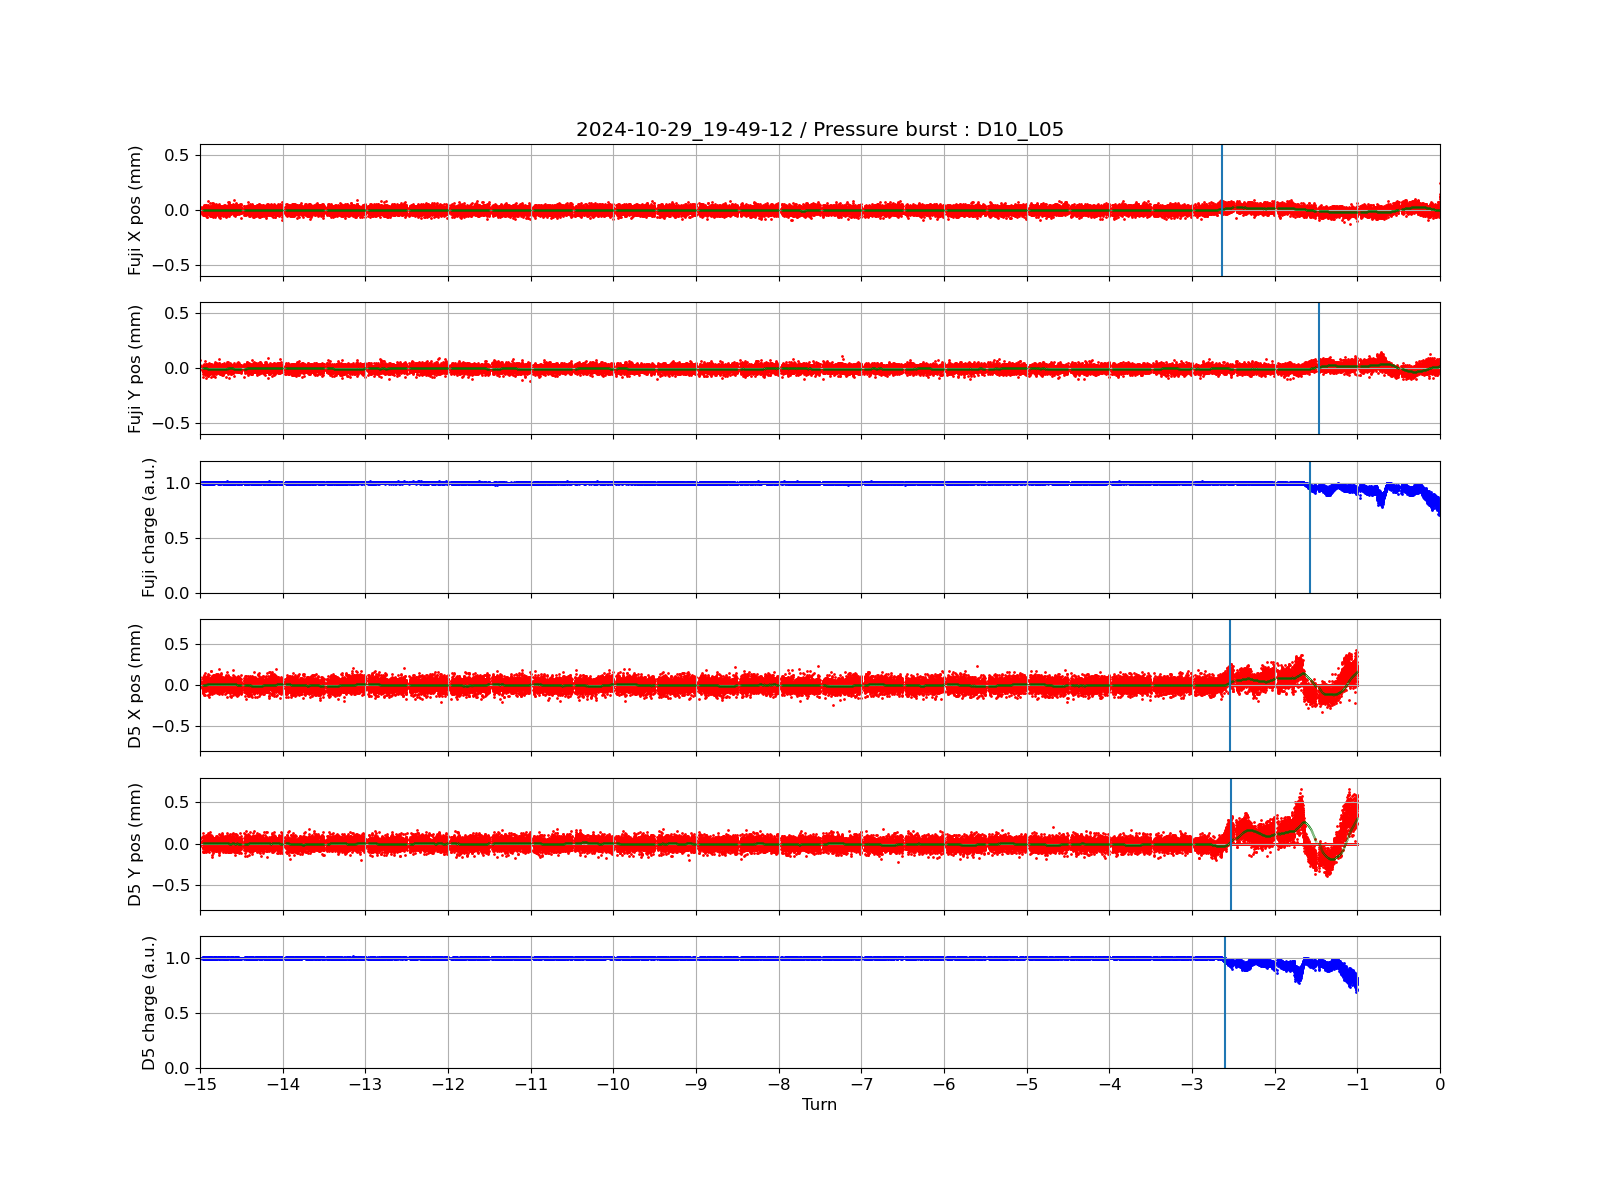 2024-10-29_19-49-12 / Pressure burst : D10_L05
Fuji X pos (mm)
0.5
0.0
−0.5
Fuji Y pos (mm)
0.5
0.0
−0.5
Fuji charge (a.u.)
1.0
0.5
0.0
D5 X pos (mm)
0.5
0.0
−0.5
D5 Y pos (mm)
0.5
0.0
−0.5
D5 charge (a.u.)
1.0
0.5
0.0
−15 −14 −13 −12 −11 −10 −9 −8 −7 −6 −5 −4 −3 −2 −1 0
Turn